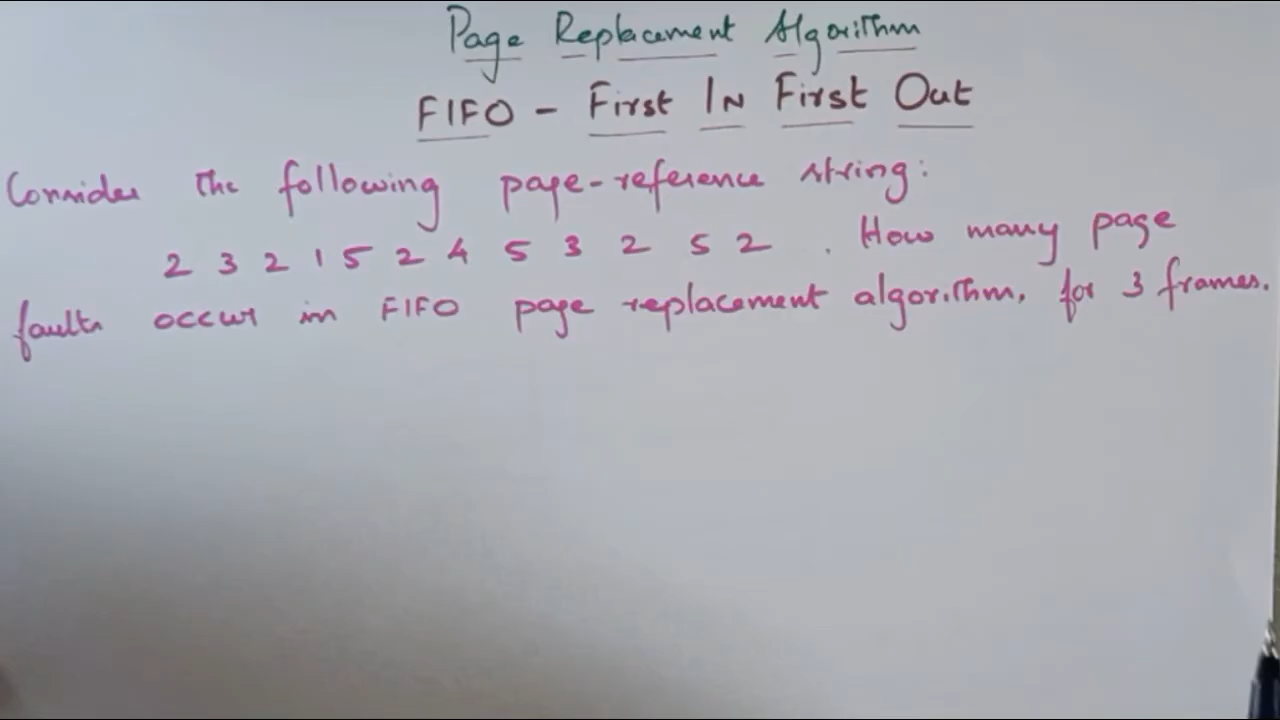 Page Replacement Algorithm
FIFO - First IN First Out
Consider the following page-reference string:
2 3 2 1 5 2 4 5 3 2 5 2 . How many page
faults occur in FIFO page replacement algorithm, for 3 frames.